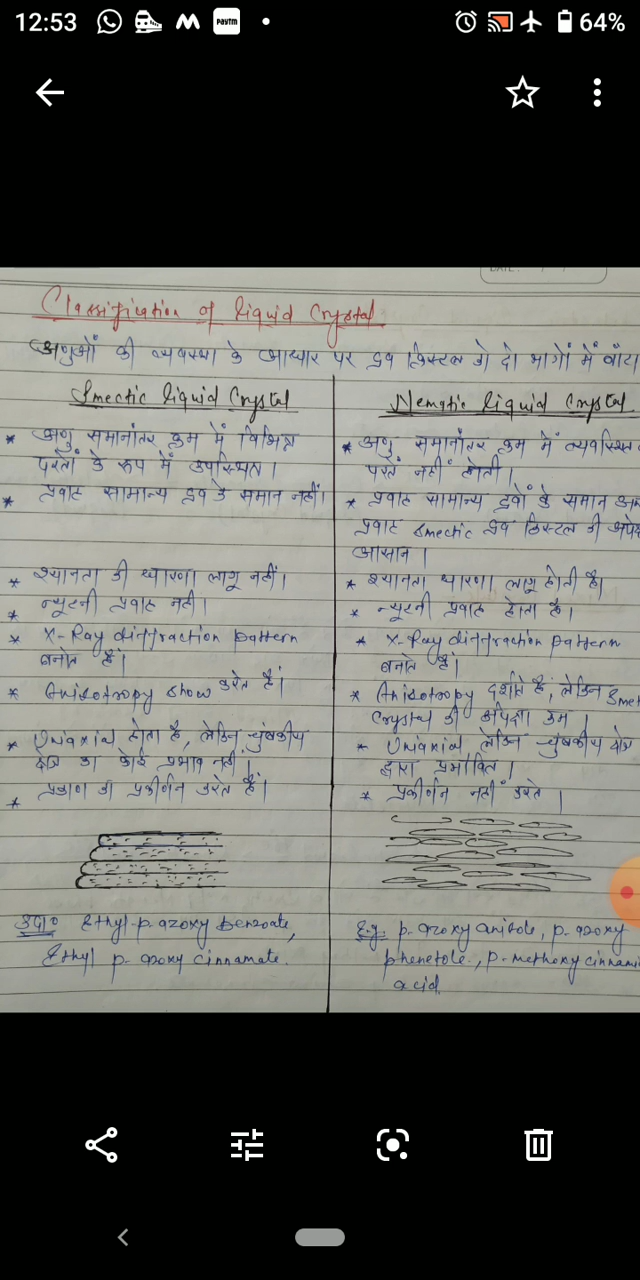 12:53
paytm
64%
DATE: / /
Classification of liquid Crystal
अणुओं की व्यवस्था के आधार पर द्रव क्रिस्टल को दो भागों में बाँटा
Smectic liquid Crystal
* अणु समानांतर क्रम में विभिन्न
परतों के रूप में उपस्थित।
* प्रवाह सामान्य द्रव के समान नहीं।
* श्यानता की धारणा लागू नहीं।
* न्यूटनी प्रवाह नहीं।
* X-Ray diffraction pattern
बनाते हैं।
* Anisotropy show करते हैं।
* Uniaxial होता है, लेकिन चुंबकीय
क्षेत्र का कोई प्रभाव नहीं।
* प्रकाश का प्रकीर्णन करते हैं।
उदा० Ethyl-p-azoxy benzoate,
Ethyl p-azoxy cinnamate.
Nematic liquid Crystal
* अणु समानांतर क्रम में व्यवस्थित
परतें नहीं होती।
* प्रवाह सामान्य द्रवों के समान
प्रवाह smectic द्रव क्रिस्टल की
आसान।
* श्यानता धारणा लागू होती है।
* न्यूटनी प्रवाह होता है।
* X-Ray diffraction pattern
बनाते हैं।
* Anisotropy दर्शाते हैं, लेकिन Smec
Crystal की अपेक्षा कम।
* Uniaxial, लेकिन चुंबकीय क्षेत्र
द्वारा प्रभावित।
* प्रकीर्णन नहीं करते।
E.g. p-azoxy anisole, p-azoxy
phenetole., p-methoxy cinnami
acid